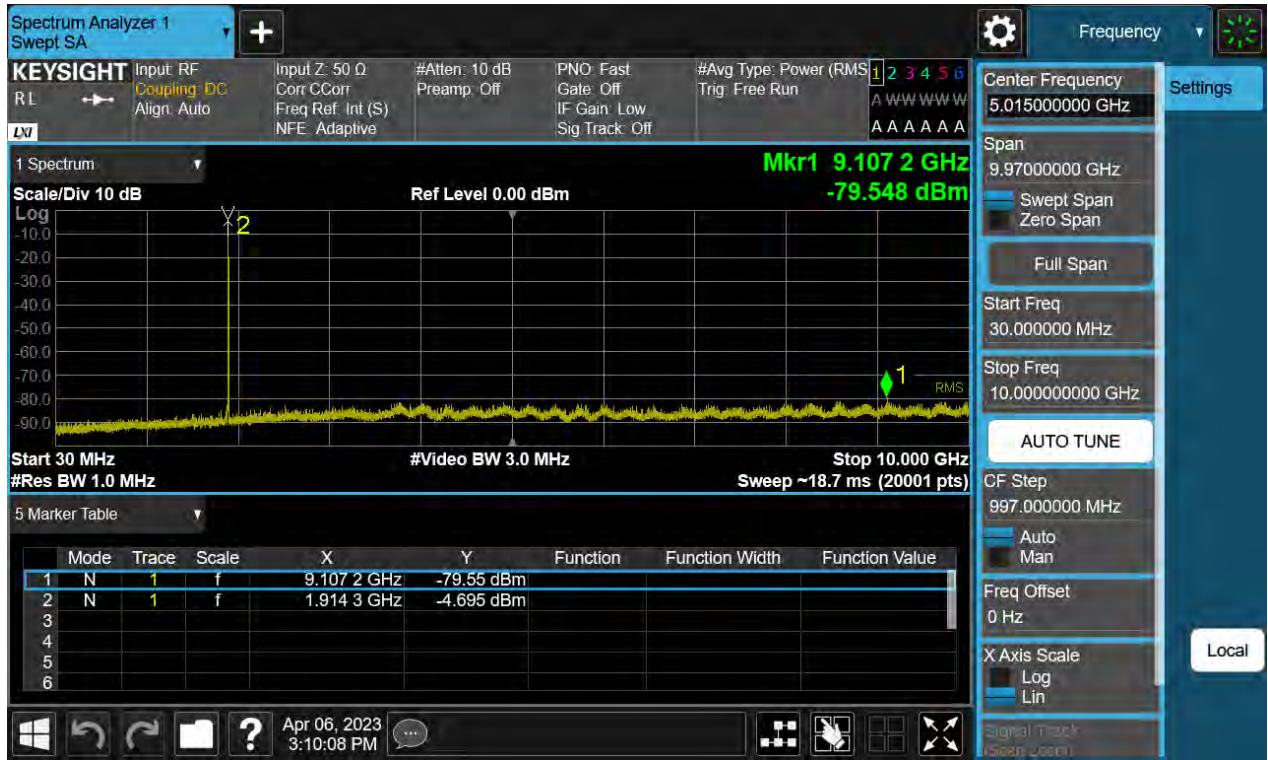 Spectrum Analyzer 1
Swept SA
+
Frequency
KEYSIGHT
RL
LXI
Input: RF
Coupling: DC
Align: Auto
Input Z: 50 Ω
Corr CCorr
Freq Ref: Int (S)
NFE: Adaptive
#Atten: 10 dB
Preamp: Off
PNO: Fast
Gate: Off
IF Gain: Low
Sig Track: Off
#Avg Type: Power (RMS
Trig: Free Run
1 2 3 4 5 6
A W W W W W
A A A A A A
Center Frequency
5.015000000 GHz
Settings
Span
9.97000000 GHz
Swept Span
Zero Span
Full Span
Start Freq
30.000000 MHz
Stop Freq
10.000000000 GHz
AUTO TUNE
CF Step
997.000000 MHz
Auto
Man
Freq Offset
0 Hz
X Axis Scale
Log
Lin
Signal Track
(Span Zoom)
Local
1 Spectrum
Mkr1 9.107 2 GHz
-79.548 dBm
Scale/Div 10 dB
Ref Level 0.00 dBm
Log
2
-10.0
-20.0
-30.0
-40.0
-50.0
-60.0
-70.0
1
RMS
-80.0
-90.0
Start 30 MHz
#Video BW 3.0 MHz
Stop 10.000 GHz
#Res BW 1.0 MHz
Sweep ~18.7 ms (20001 pts)
5 Marker Table
Mode Trace Scale X Y Function Function Width Function Value
1 N 1 f 9.107 2 GHz -79.55 dBm
2 N 1 f 1.914 3 GHz -4.695 dBm
3
4
5
6
?
Apr 06, 2023
3:10:08 PM